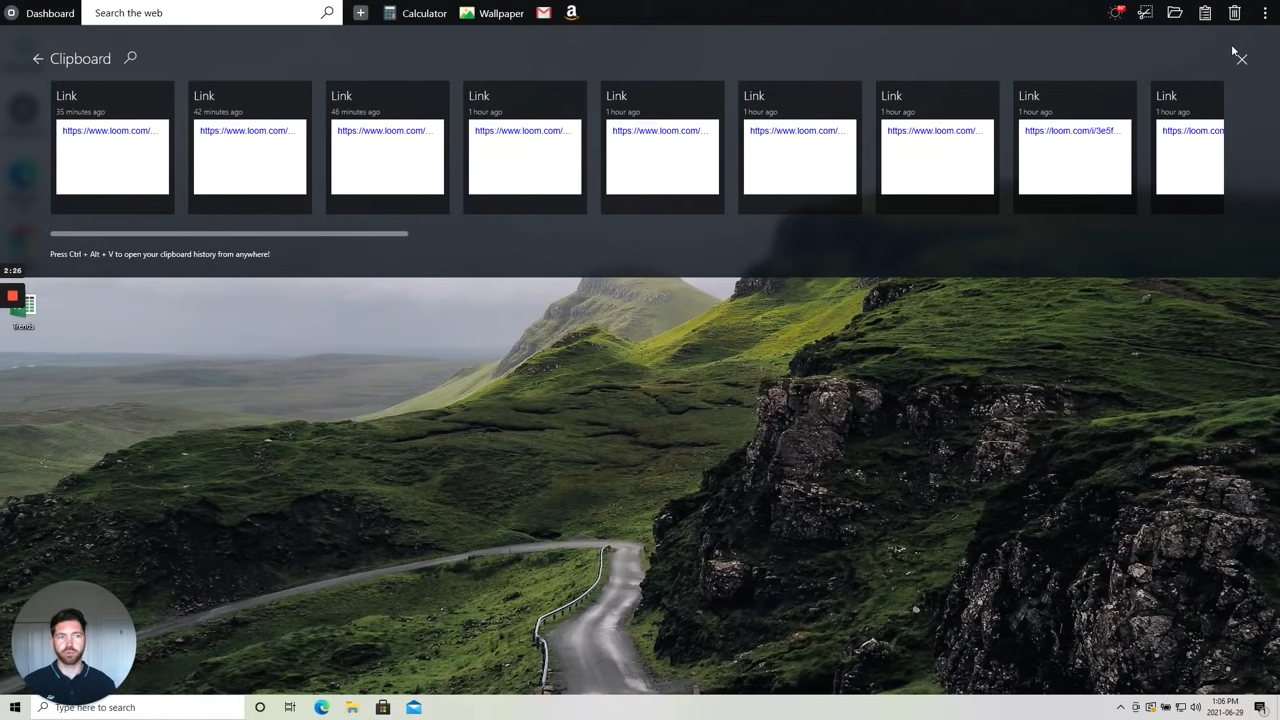 Dashboard
Search the web
Calculator
Wallpaper
Clipboard
Link
35 minutes ago
https://www.loom.com/...
Link
42 minutes ago
https://www.loom.com/...
Link
46 minutes ago
https://www.loom.com/...
Link
1 hour ago
https://www.loom.com/...
Link
1 hour ago
https://www.loom.com/...
Link
1 hour ago
https://www.loom.com/...
Link
1 hour ago
https://www.loom.com/...
Link
1 hour ago
https://loom.com/i/3e5f...
Link
1 hour ago
https://loom.com
Press Ctrl + Alt + V to open your clipboard history from anywhere!
2:26
Trends
Type here to search
1:06 PM
2021-06-29